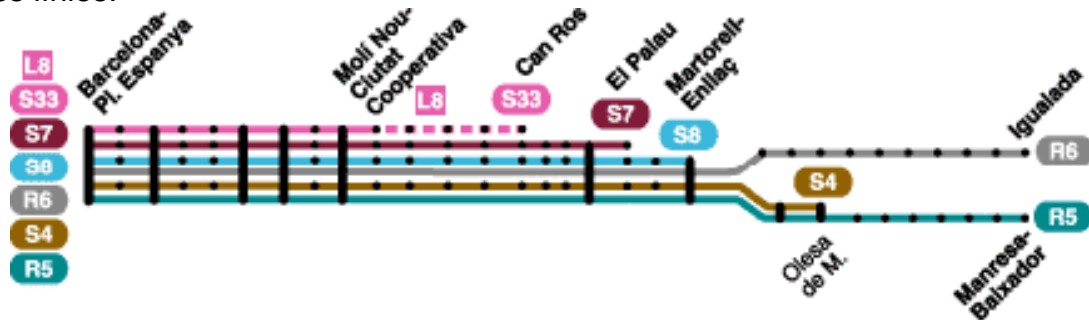 L8
S33
S7
S8
R6
S4
R5
Barcelona-
Pl. Espanya
Molí Nou-
Ciutat
Cooperativa
L8
Can Ros
S33
El Palau
S7
Martorell-
Enllaç
S8
Igualada
R6
S4
Olesa
de M.
R5
Manresa-
Baixador